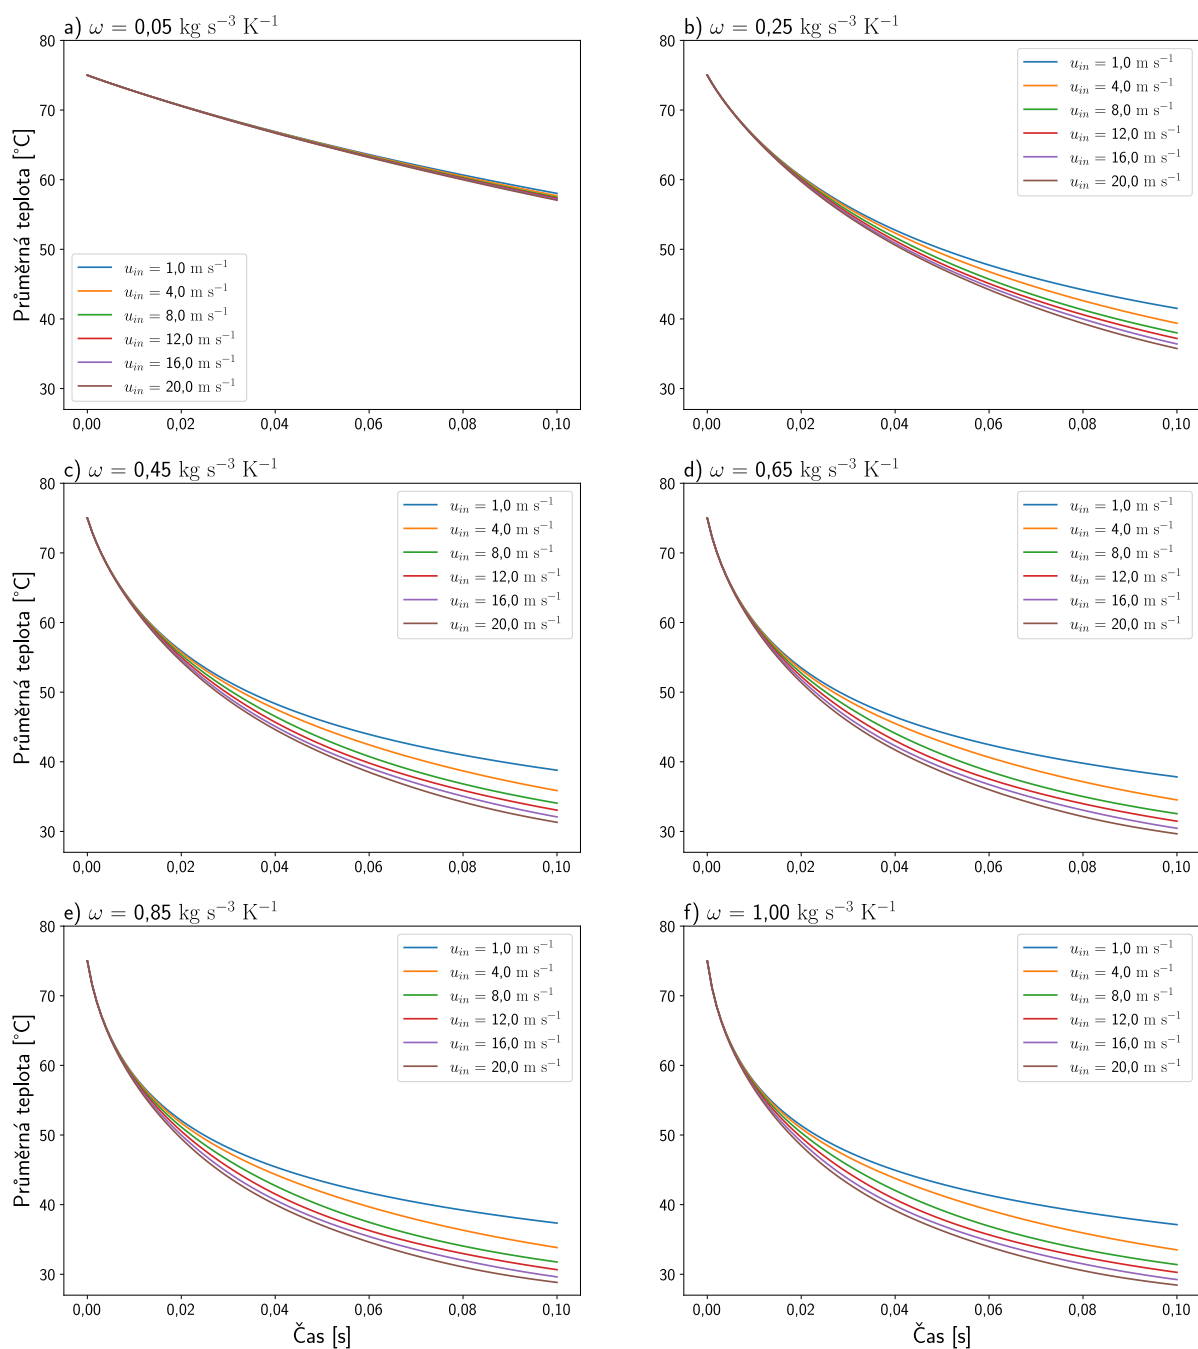 a) ω = 0,05 kg s⁻³ K⁻¹
80
70
60
50
40
30
Průměrná teplota [°C]
u_in = 1,0 m s⁻¹
u_in = 4,0 m s⁻¹
u_in = 8,0 m s⁻¹
u_in = 12,0 m s⁻¹
u_in = 16,0 m s⁻¹
u_in = 20,0 m s⁻¹
0,00 0,02 0,04 0,06 0,08 0,10
b) ω = 0,25 kg s⁻³ K⁻¹
80
70
60
50
40
30
u_in = 1,0 m s⁻¹
u_in = 4,0 m s⁻¹
u_in = 8,0 m s⁻¹
u_in = 12,0 m s⁻¹
u_in = 16,0 m s⁻¹
u_in = 20,0 m s⁻¹
0,00 0,02 0,04 0,06 0,08 0,10
c) ω = 0,45 kg s⁻³ K⁻¹
80
70
60
50
40
30
Průměrná teplota [°C]
u_in = 1,0 m s⁻¹
u_in = 4,0 m s⁻¹
u_in = 8,0 m s⁻¹
u_in = 12,0 m s⁻¹
u_in = 16,0 m s⁻¹
u_in = 20,0 m s⁻¹
0,00 0,02 0,04 0,06 0,08 0,10
d) ω = 0,65 kg s⁻³ K⁻¹
80
70
60
50
40
30
u_in = 1,0 m s⁻¹
u_in = 4,0 m s⁻¹
u_in = 8,0 m s⁻¹
u_in = 12,0 m s⁻¹
u_in = 16,0 m s⁻¹
u_in = 20,0 m s⁻¹
0,00 0,02 0,04 0,06 0,08 0,10
e) ω = 0,85 kg s⁻³ K⁻¹
80
70
60
50
40
30
Průměrná teplota [°C]
u_in = 1,0 m s⁻¹
u_in = 4,0 m s⁻¹
u_in = 8,0 m s⁻¹
u_in = 12,0 m s⁻¹
u_in = 16,0 m s⁻¹
u_in = 20,0 m s⁻¹
0,00 0,02 0,04 0,06 0,08 0,10
Čas [s]
f) ω = 1,00 kg s⁻³ K⁻¹
80
70
60
50
40
30
u_in = 1,0 m s⁻¹
u_in = 4,0 m s⁻¹
u_in = 8,0 m s⁻¹
u_in = 12,0 m s⁻¹
u_in = 16,0 m s⁻¹
u_in = 20,0 m s⁻¹
0,00 0,02 0,04 0,06 0,08 0,10
Čas [s]